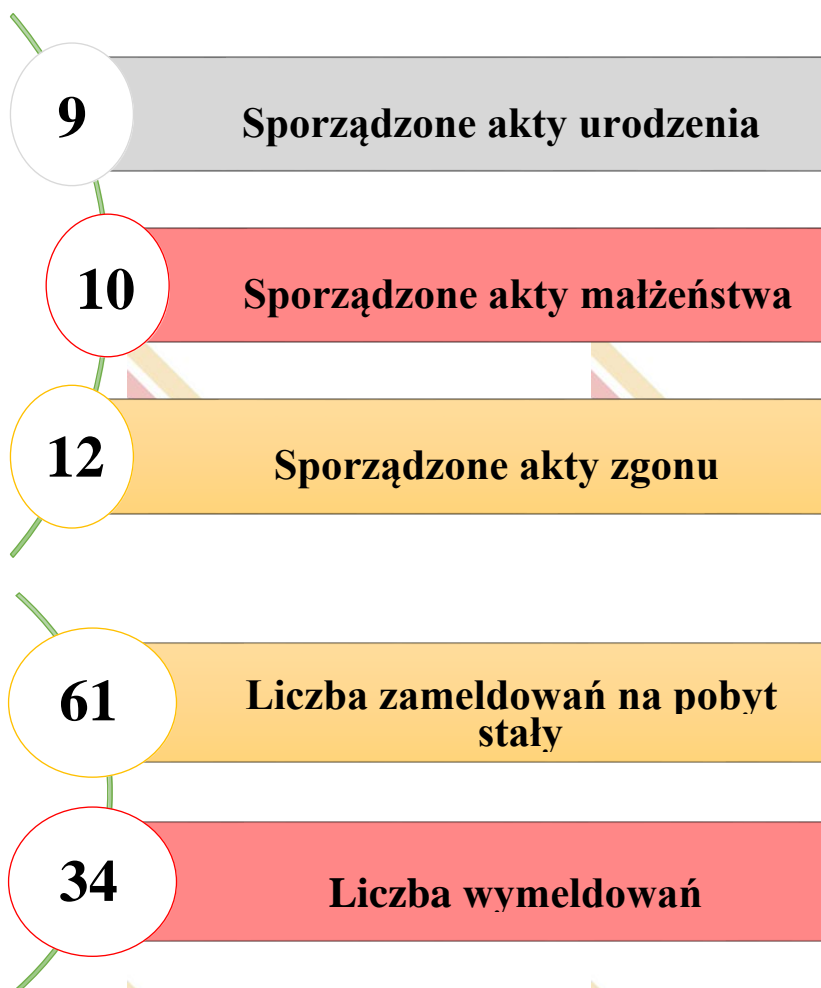 9
Sporządzone akty urodzenia
10
Sporządzone akty małżeństwa
12
Sporządzone akty zgonu
61
Liczba zameldowań na pobyt
stały
34
Liczba wymeldowań